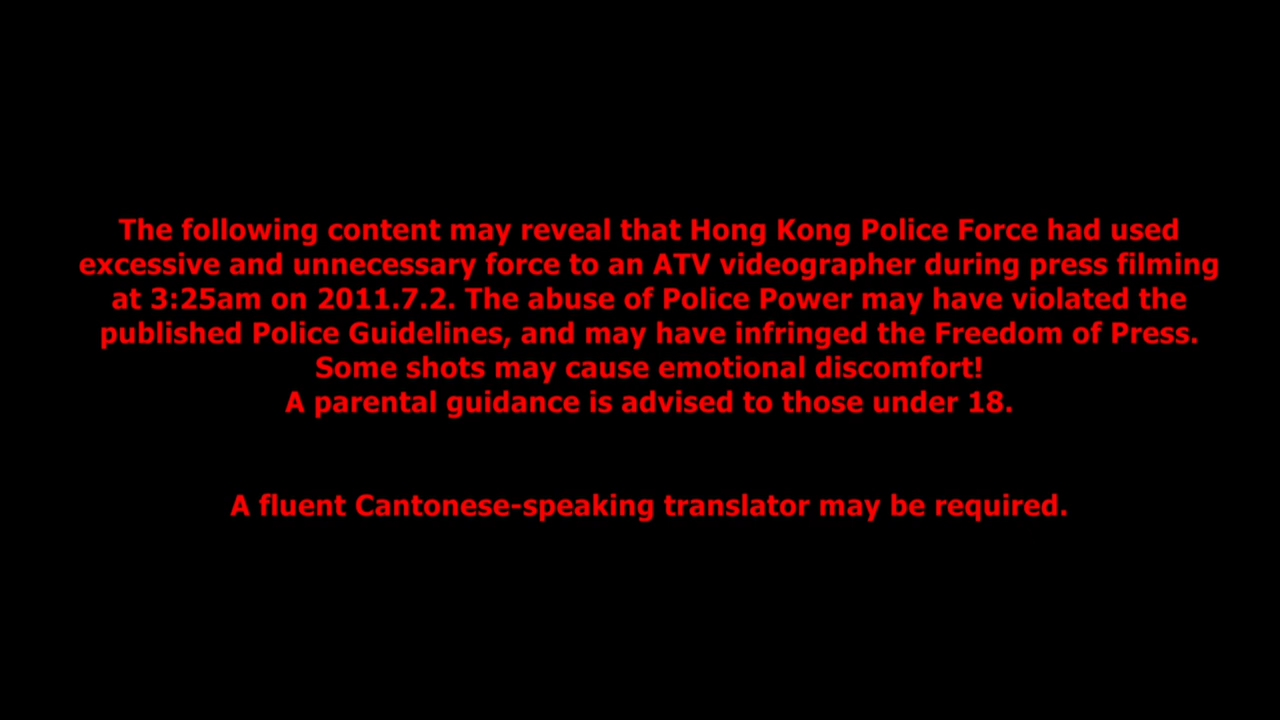 The following content may reveal that Hong Kong Police Force had used
excessive and unnecessary force to an ATV videographer during press filming
at 3:25am on 2011.7.2. The abuse of Police Power may have violated the
published Police Guidelines, and may have infringed the Freedom of Press.
Some shots may cause emotional discomfort!
A parental guidance is advised to those under 18.
A fluent Cantonese-speaking translator may be required.